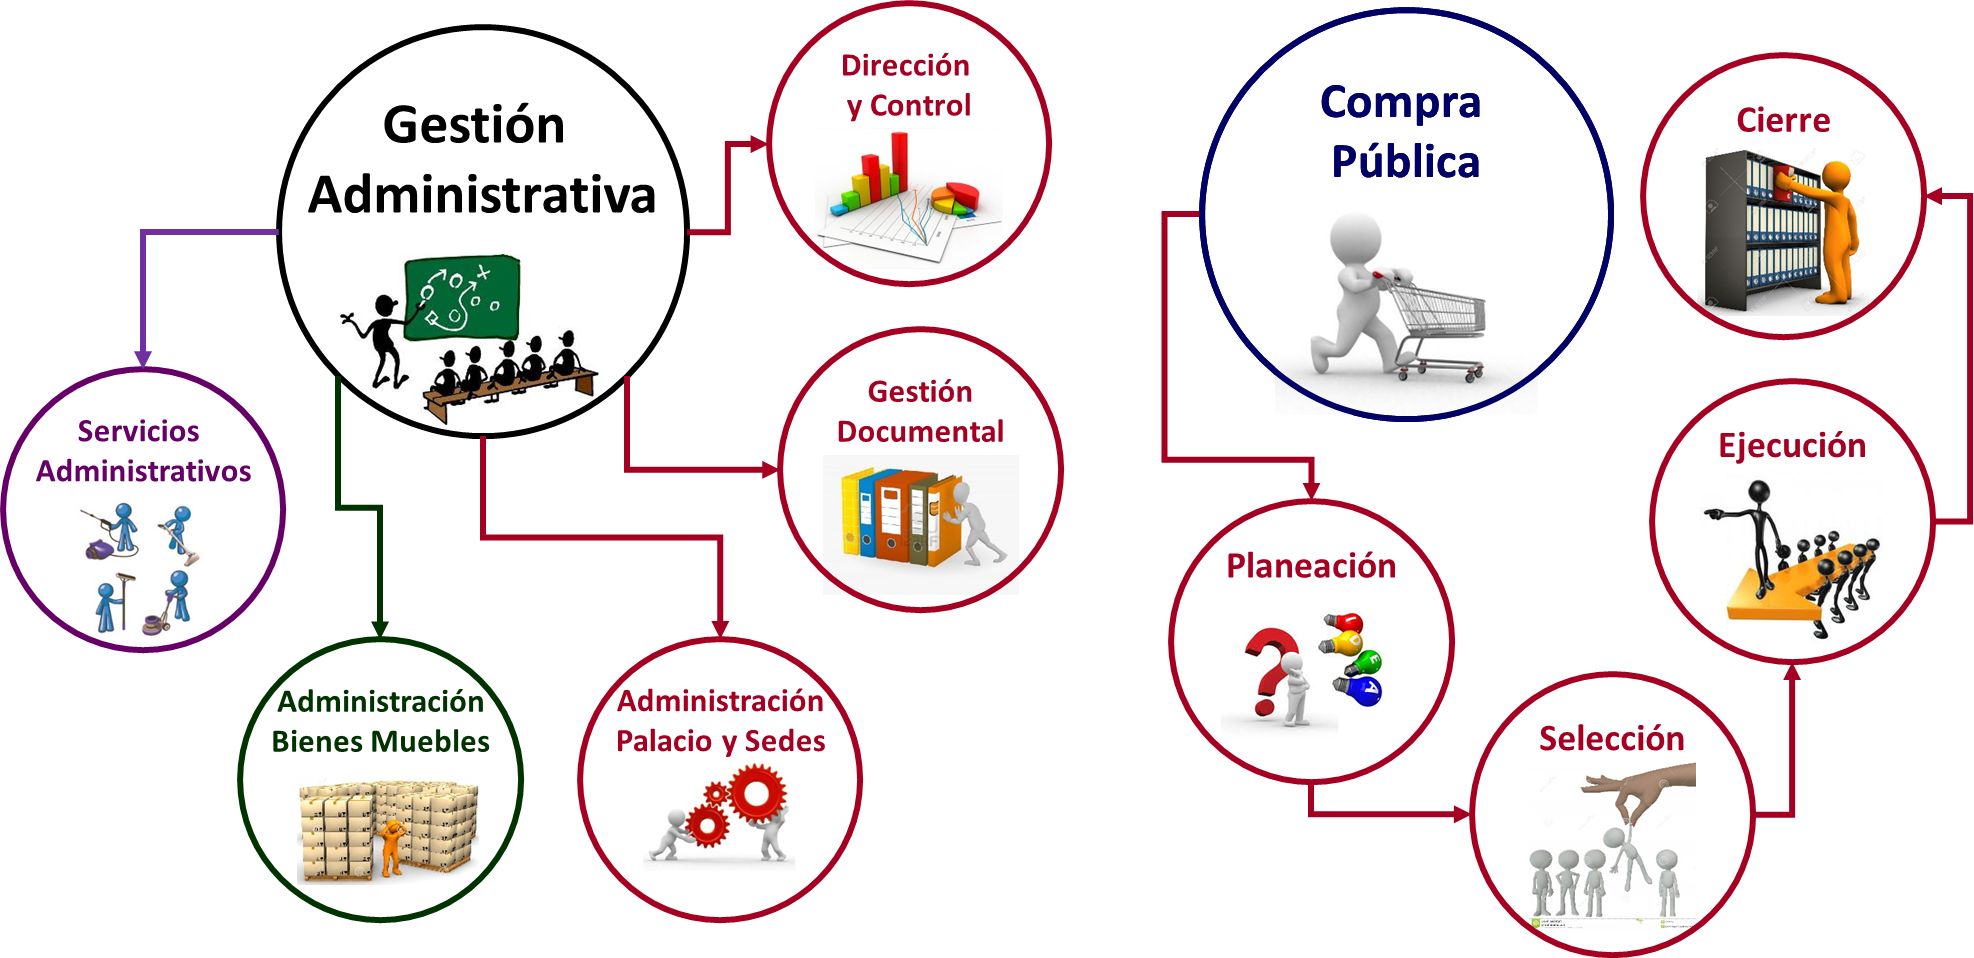 Gestión
Administrativa
Dirección
y Control
Gestión
Documental
Servicios
Administrativos
Administración
Bienes Muebles
Administración
Palacio y Sedes
Compra
Pública
Planeación
Selección
Ejecución
Cierre